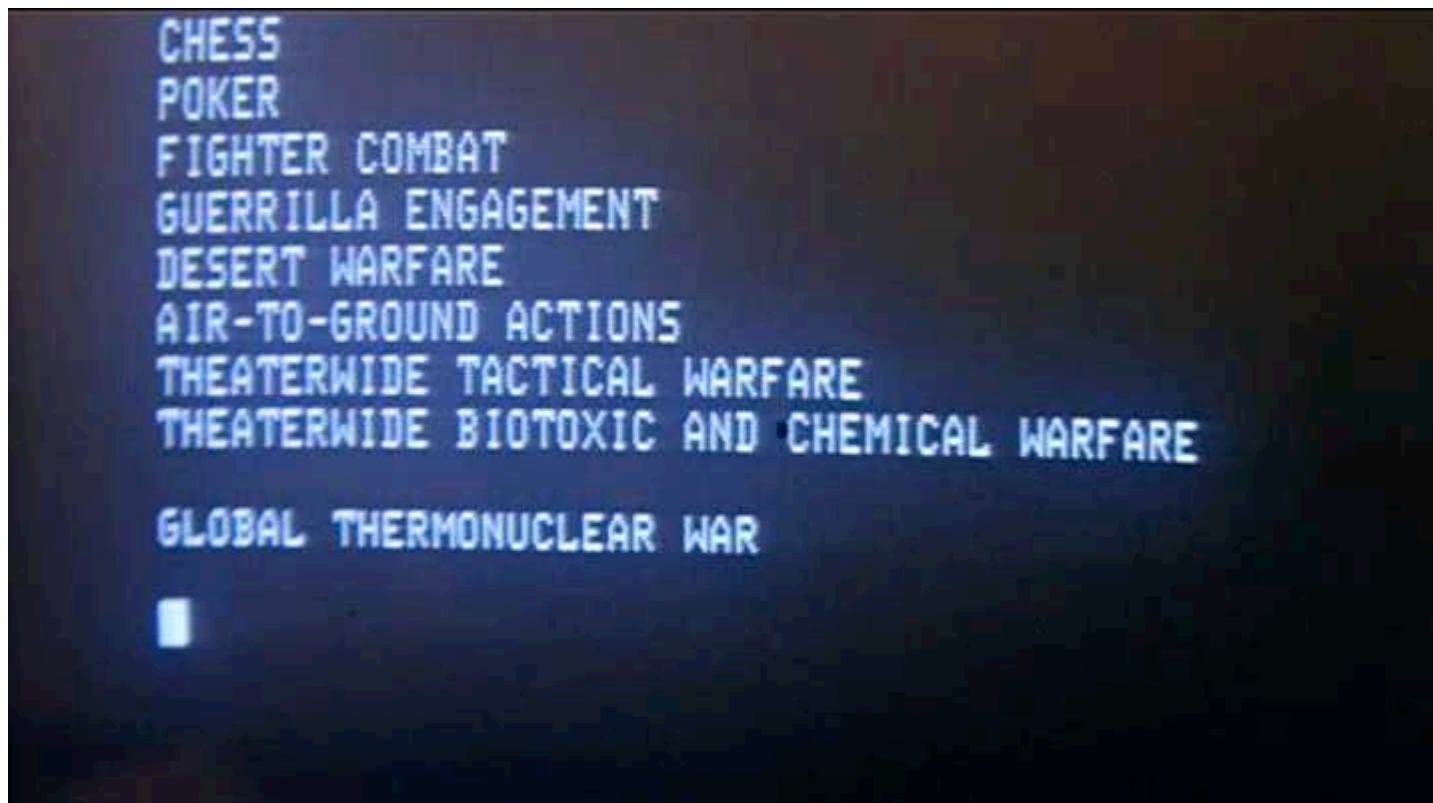 CHESS
POKER
FIGHTER COMBAT
GUERRILLA ENGAGEMENT
DESERT WARFARE
AIR-TO-GROUND ACTIONS
THEATERWIDE TACTICAL WARFARE
THEATERWIDE BIOTOXIC AND CHEMICAL WARFARE
GLOBAL THERMONUCLEAR WAR